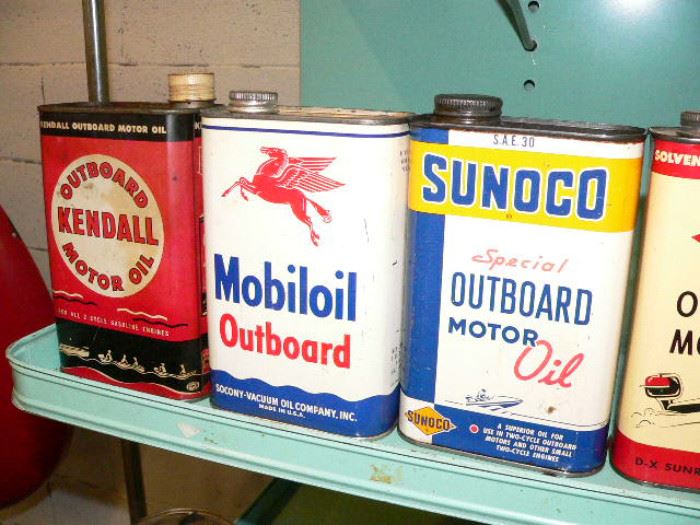 KENDALL OUTBOARD MOTOR OIL
OUTBOARD
KENDALL
MOTOR OIL
FOR ALL 2 CYCLE GASOLINE ENGINES
Mobiloil
Outboard
SOCONY-VACUUM OIL COMPANY, INC.
MADE IN U.S.A.
S.A.E. 30
SUNOCO
Special
OUTBOARD
MOTOR
Oil
SUNOCO
A SUPERIOR OIL FOR
USE IN TWO-CYCLE OUTBOARD
MOTORS AND OTHER SMALL
TWO-CYCLE ENGINES
SOLVEN
O
MO
D-X SUNR